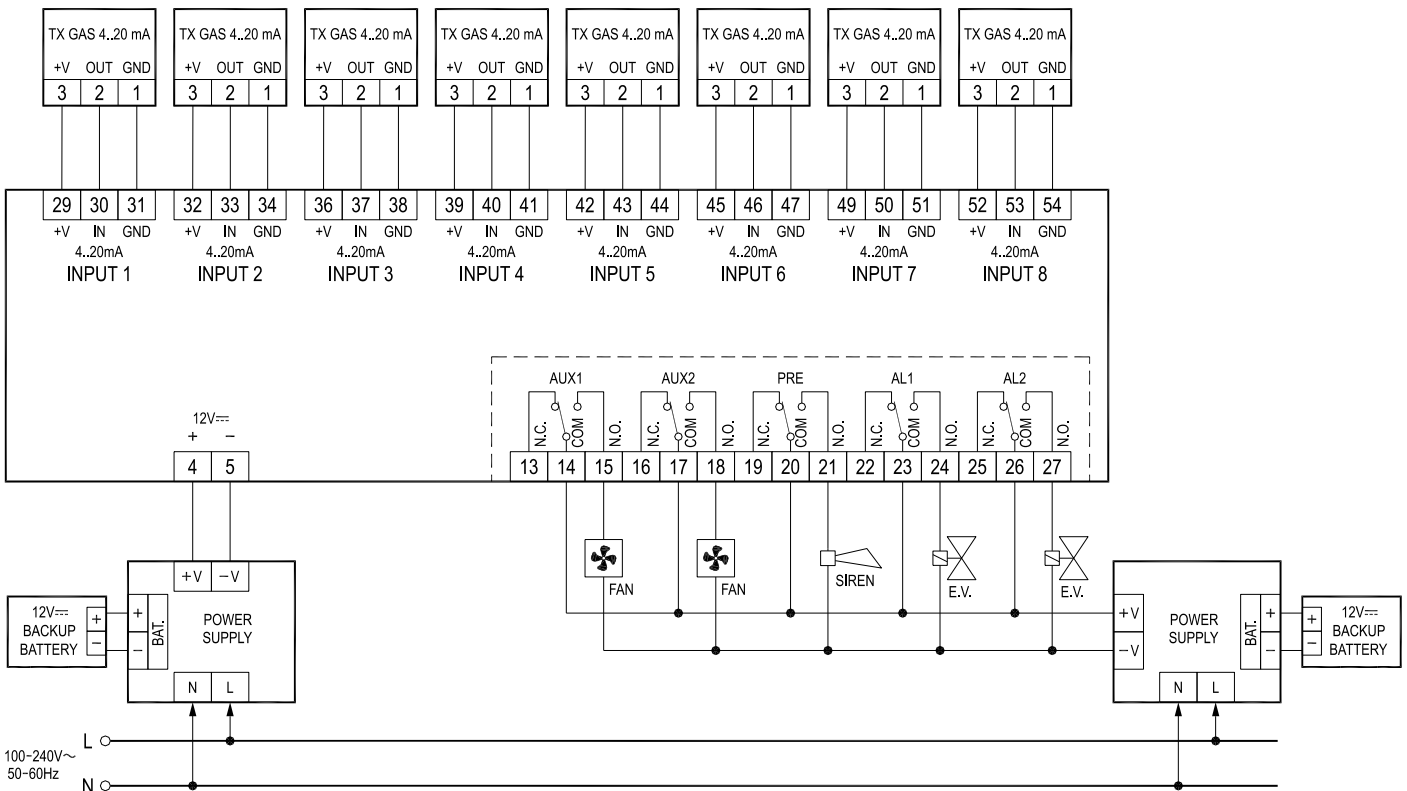 TX GAS 4..20 mA TX GAS 4..20 mA TX GAS 4..20 mA TX GAS 4..20 mA TX GAS 4..20 mA TX GAS 4..20 mA TX GAS 4..20 mA TX GAS 4..20 mA
+V OUT GND +V OUT GND +V OUT GND +V OUT GND +V OUT GND +V OUT GND +V OUT GND +V OUT GND
3 2 1 3 2 1 3 2 1 3 2 1 3 2 1 3 2 1 3 2 1 3 2 1
29 30 31 32 33 34 36 37 38 39 40 41 42 43 44 45 46 47 49 50 51 52 53 54
+V IN GND +V IN GND +V IN GND +V IN GND +V IN GND +V IN GND +V IN GND +V IN GND
4..20mA 4..20mA 4..20mA 4..20mA 4..20mA 4..20mA 4..20mA 4..20mA
INPUT 1 INPUT 2 INPUT 3 INPUT 4 INPUT 5 INPUT 6 INPUT 7 INPUT 8
AUX1 AUX2 PRE AL1 AL2
N.C. COM N.O. N.C. COM N.O. N.C. COM N.O. N.C. COM N.O. N.C. COM N.O.
12V⎓
+ −
4 5
13 14 15 16 17 18 19 20 21 22 23 24 25 26 27
FAN FAN SIREN E.V. E.V.
+V −V
POWER
SUPPLY
BAT.
+
−
12V⎓
BACKUP
BATTERY
+
−
N L
+V
−V
POWER
SUPPLY
BAT.
+
−
+
−
12V⎓
BACKUP
BATTERY
N L
L
100-240V~
50-60Hz
N